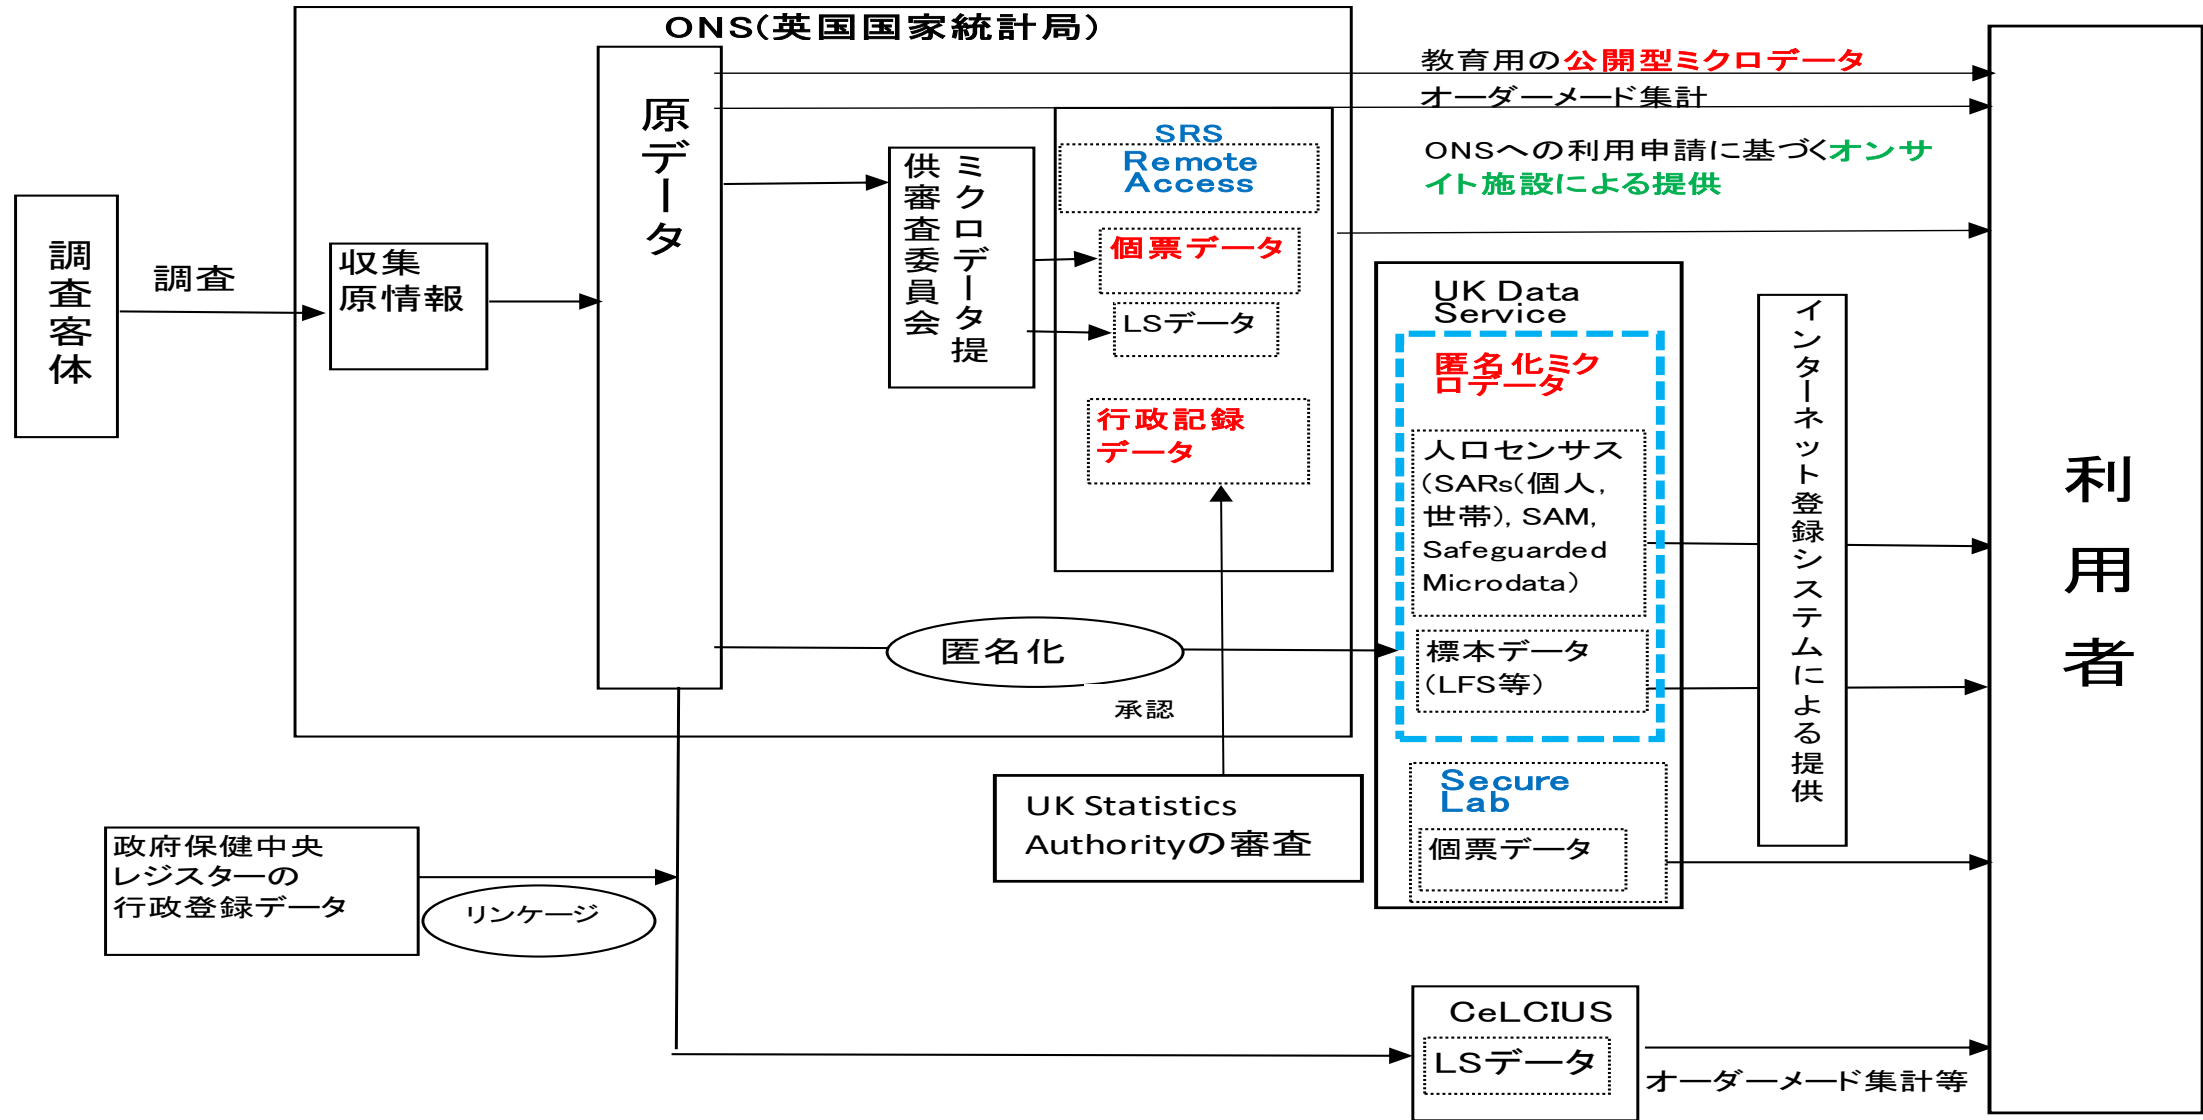 ONS(英国国家統計局)
調査客体
調査
収集
原情報
原データ
ミクロデータ提
供審査委員会
SRS
Remote
Access
個票データ
LSデータ
行政記録
データ
匿名化
承認
UK Statistics
Authorityの審査
政府保健中央
レジスターの
行政登録データ
リンケージ
教育用の公開型ミクロデータ
オーダーメード集計
ONSへの利用申請に基づくオンサ
イト施設による提供
UK Data
Service
匿名化ミク
ロデータ
人口センサス
(SARs(個人,
世帯), SAM,
Safeguarded
Microdata)
標本データ
(LFS等)
Secure
Lab
個票データ
インターネット登録システムによる提供
CeLCIUS
LSデータ
オーダーメード集計等
利用者